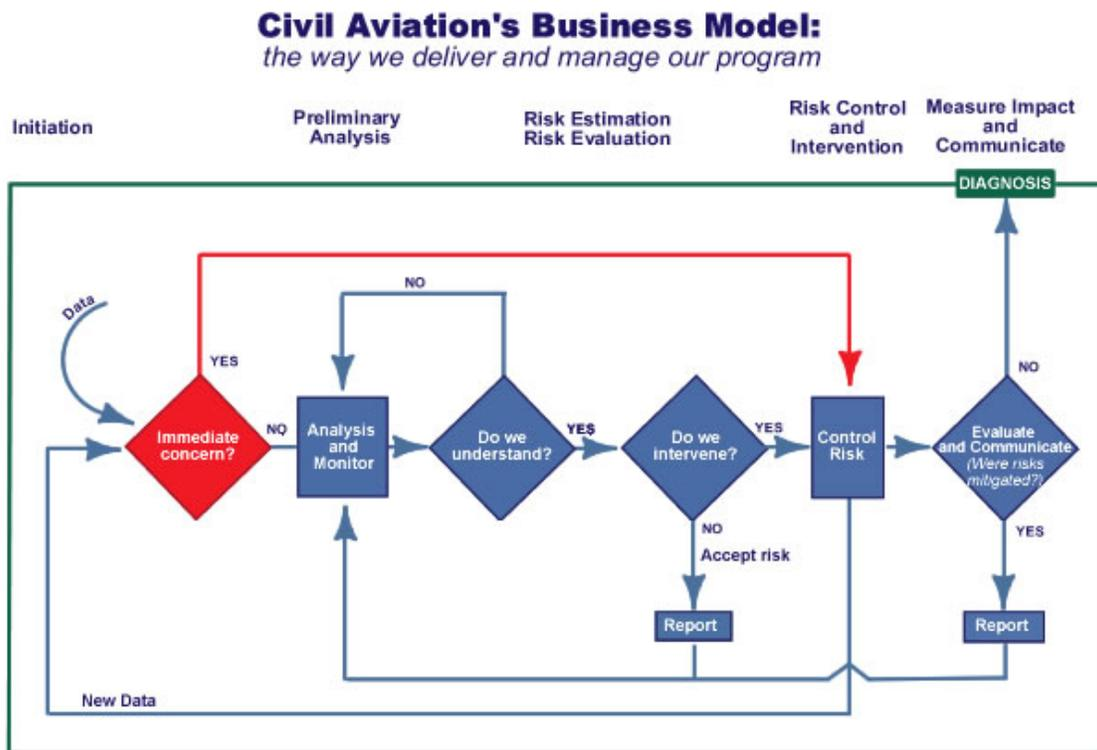 Civil Aviation's Business Model:
the way we deliver and manage our program
Initiation
Preliminary
Analysis
Risk Estimation
Risk Evaluation
Risk Control
and
Intervention
Measure Impact
and
Communicate
DIAGNOSIS
NO
Data
YES
NO
Immediate
concern?
NO
Analysis
and
Monitor
Do we
understand?
YES
Do we
intervene?
YES
Control
Risk
Evaluate
and Communicate
(Were risks
mitigated?)
NO
Accept risk
YES
Report
Report
New Data